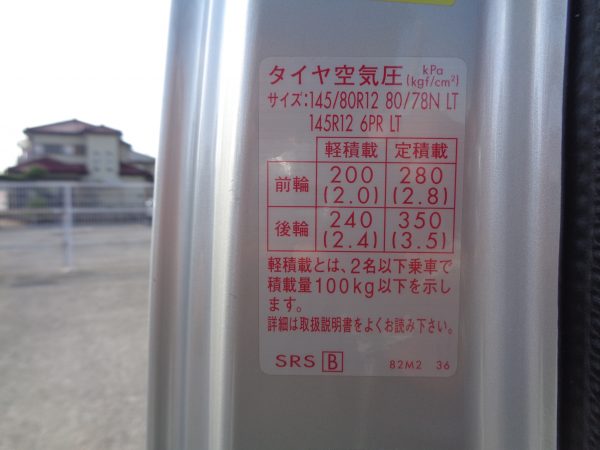 タイヤ空気圧 kPa
(kgf/cm²)
サイズ:145/80R12 80/78N LT
145R12 6PR LT
軽積載 定積載
前輪 200 (2.0) 280 (2.8)
後輪 240 (2.4) 350 (3.5)
軽積載とは、2名以下乗車で
積載量100kg以下を示し
ます。
詳細は取扱説明書をよくお読み下さい。
SRS B 82M2 36